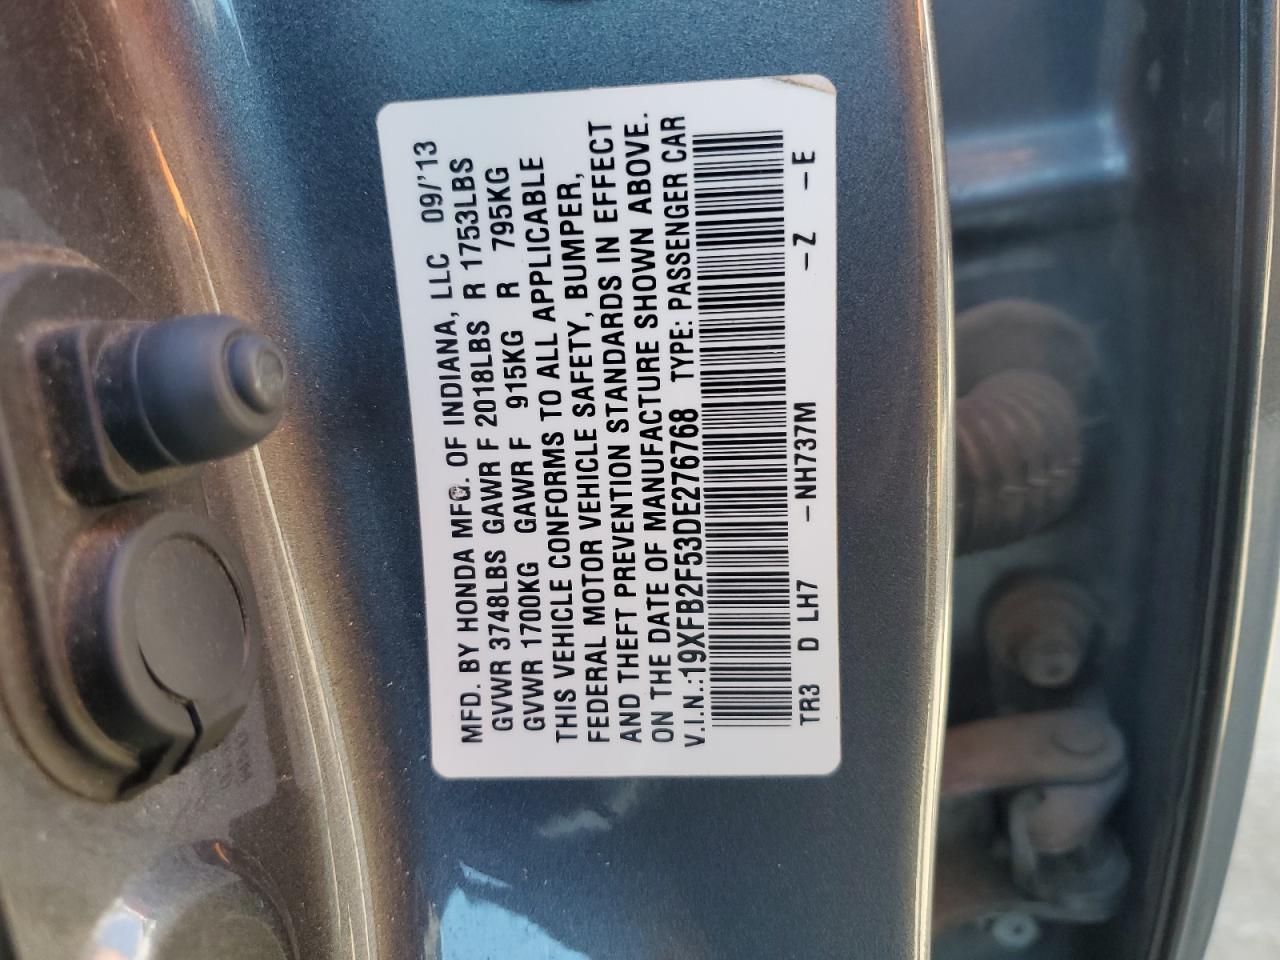 MFD. BY HONDA MFG. OF INDIANA, LLC 09/'13
GVWR 3748LBS GAWR F 2018LBS R 1753LBS
GVWR 1700KG GAWR F 915KG R 795KG
THIS VEHICLE CONFORMS TO ALL APPLICABLE
FEDERAL MOTOR VEHICLE SAFETY, BUMPER,
AND THEFT PREVENTION STANDARDS IN EFFECT
ON THE DATE OF MANUFACTURE SHOWN ABOVE.
V.I.N.:19XFB2F53DE276768 TYPE: PASSENGER CAR
TR3 D LH7 -NH737M -Z -E